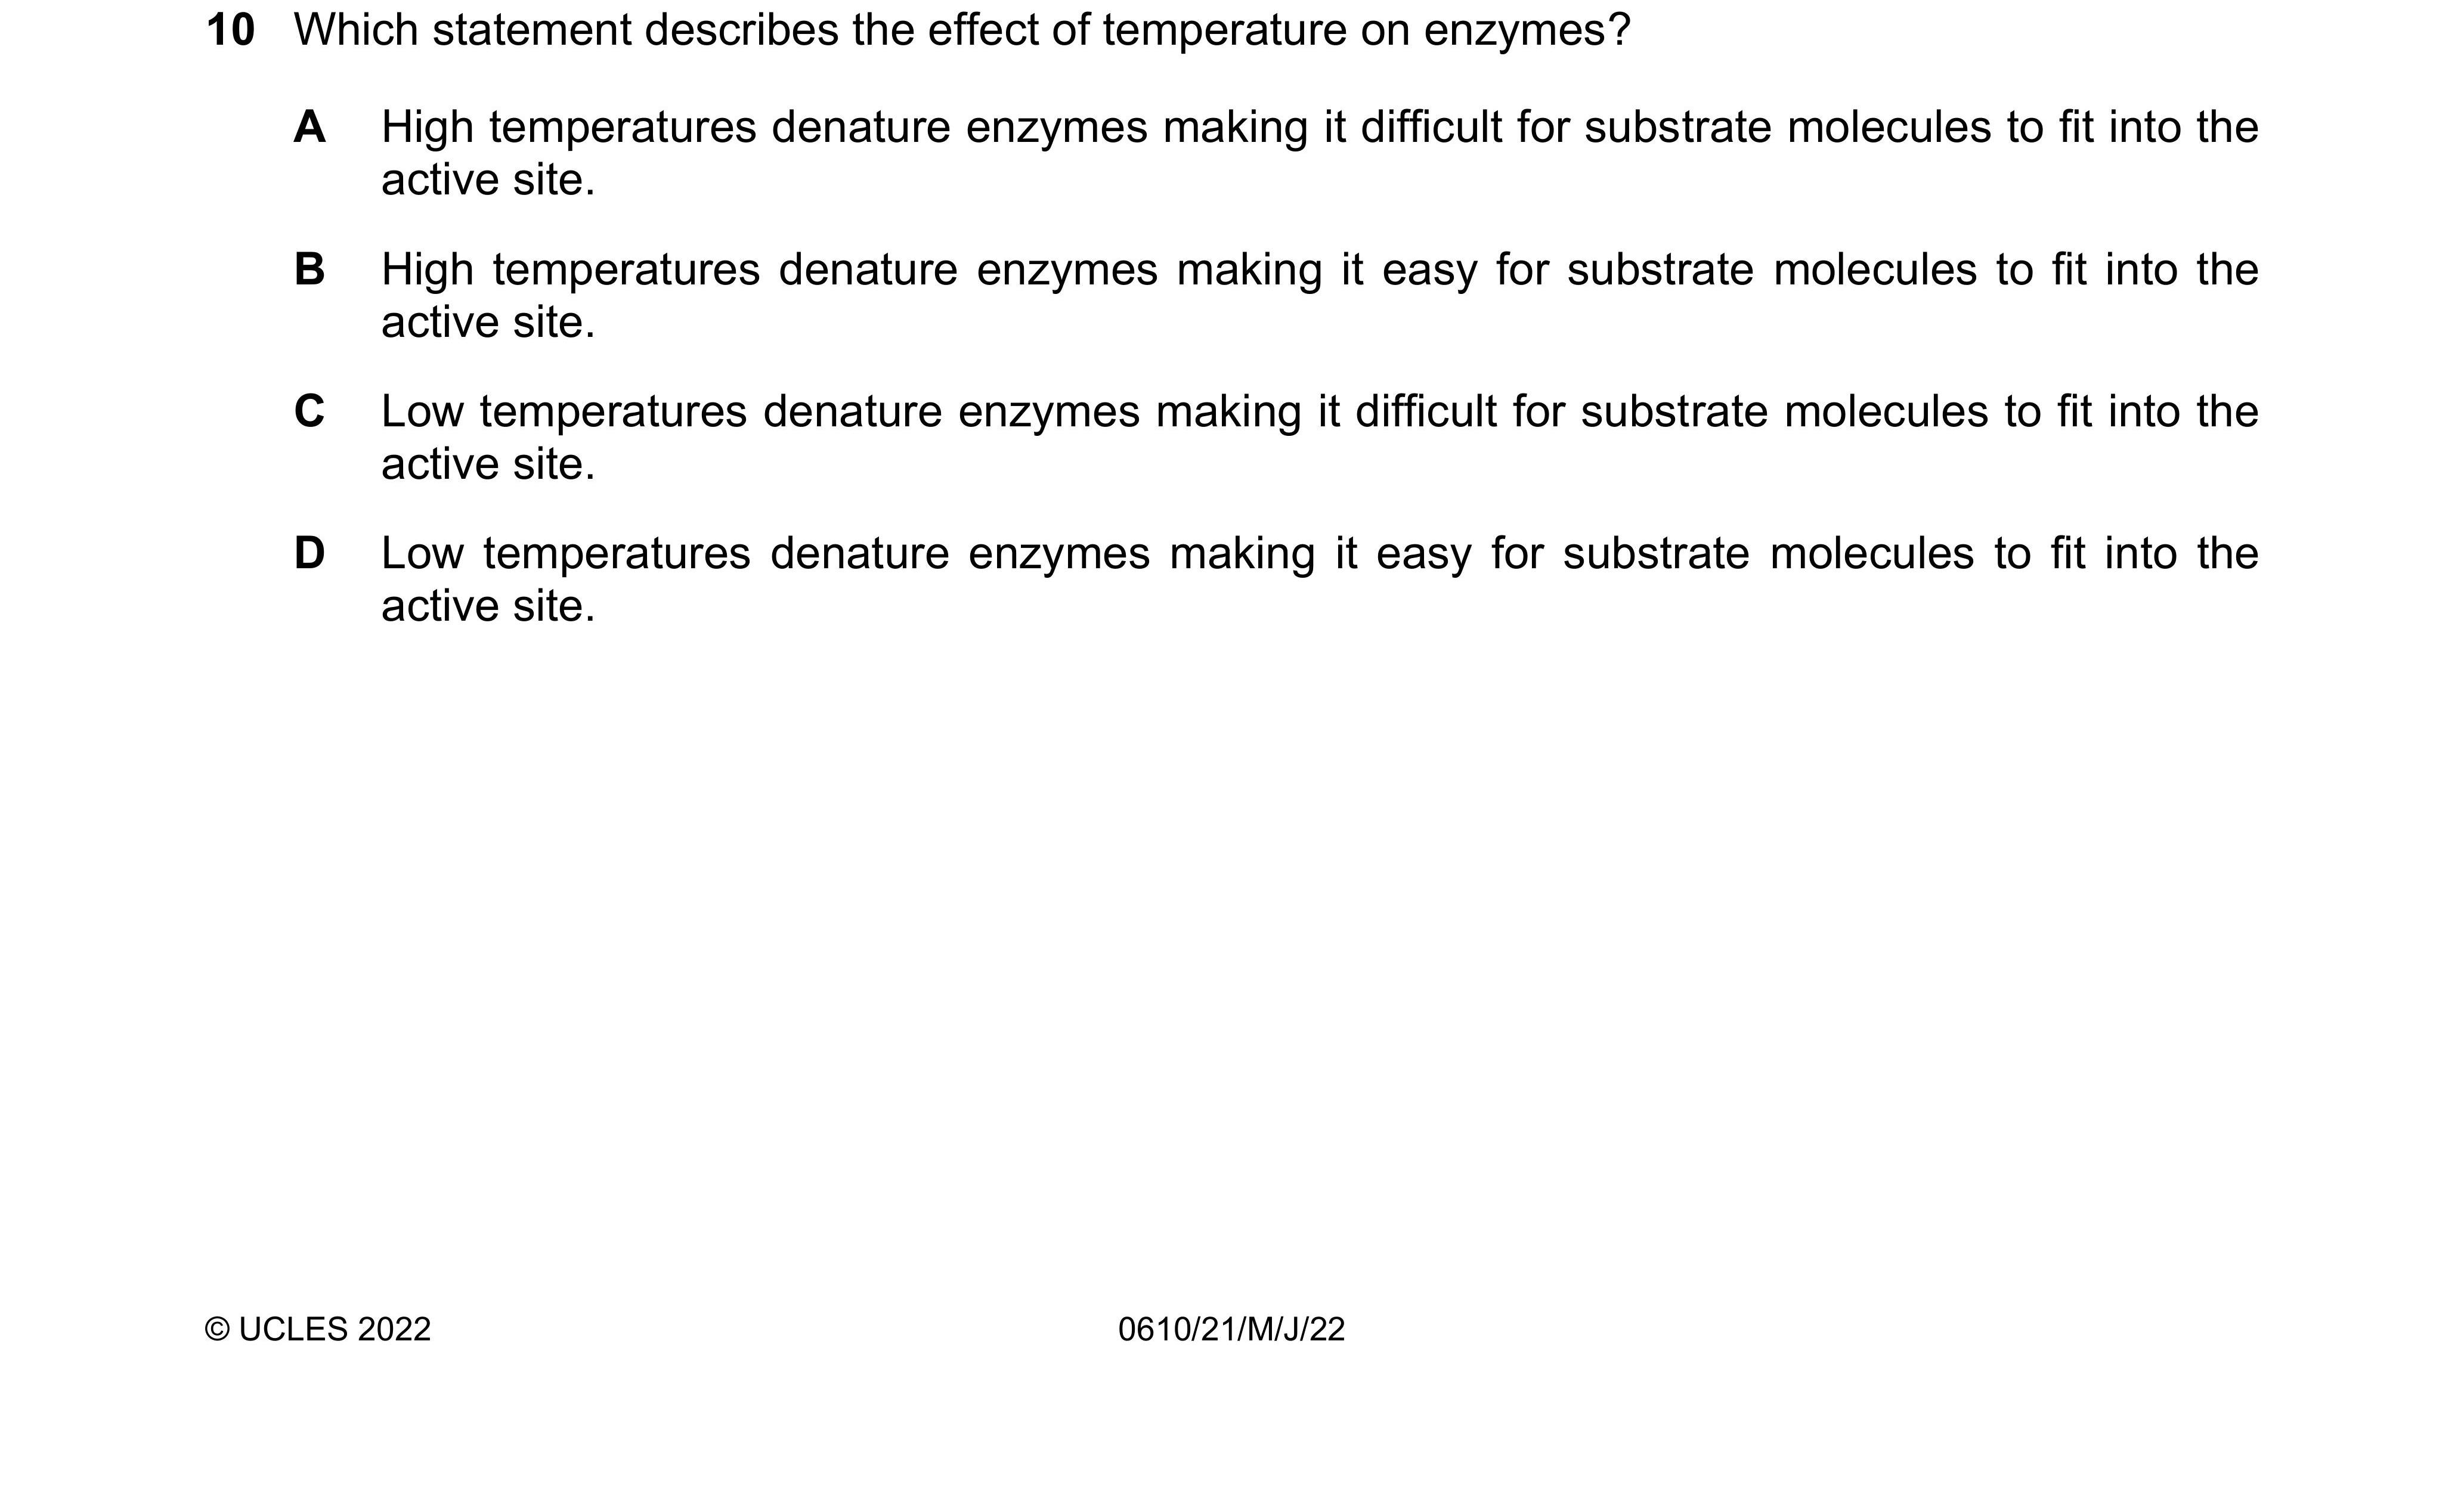 10 Which statement describes the effect of temperature on enzymes?
A High temperatures denature enzymes making it difficult for substrate molecules to fit into the
active site.
B High temperatures denature enzymes making it easy for substrate molecules to fit into the
active site.
C Low temperatures denature enzymes making it difficult for substrate molecules to fit into the
active site.
D Low temperatures denature enzymes making it easy for substrate molecules to fit into the
active site.
© UCLES 2022 0610/21/M/J/22